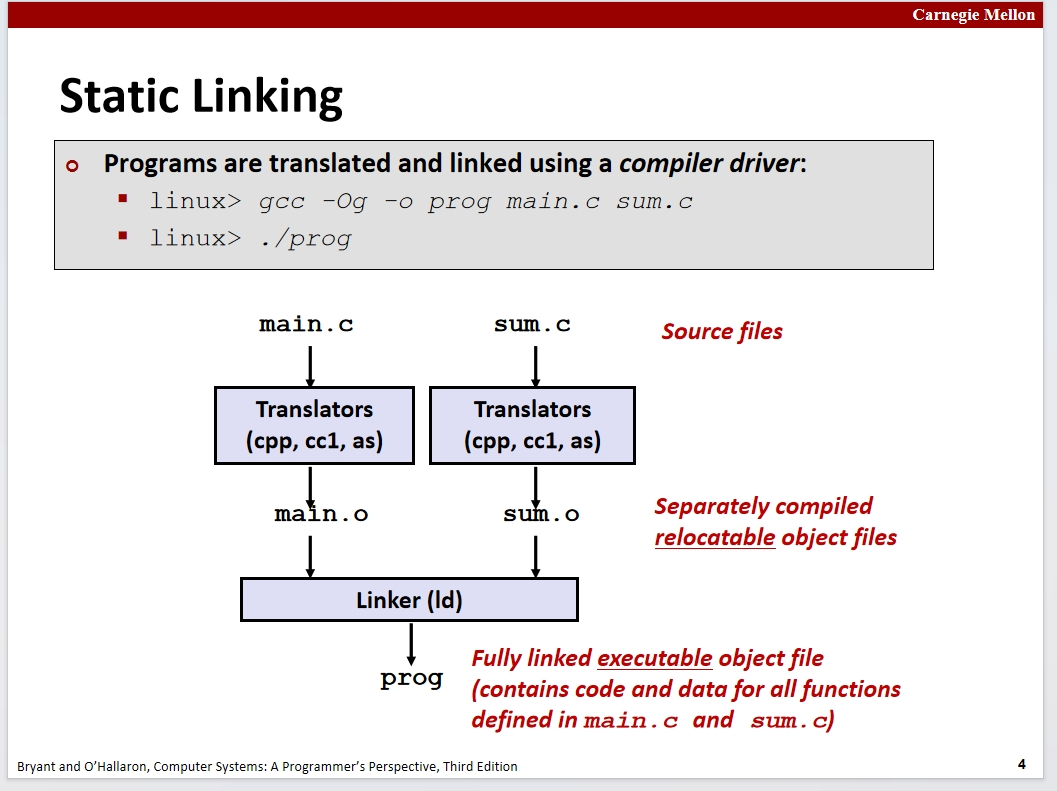 Carnegie Mellon
Static Linking
Programs are translated and linked using a compiler driver:
linux> gcc -Og -o prog main.c sum.c
linux> ./prog
main.c sum.c Source files
Translators Translators
(cpp, cc1, as) (cpp, cc1, as)
main.o sum.o
Separately compiled
relocatable object files
Linker (ld)
prog
Fully linked executable object file
(contains code and data for all functions
defined in main.c and sum.c)
Bryant and O’Hallaron, Computer Systems: A Programmer’s Perspective, Third Edition
4